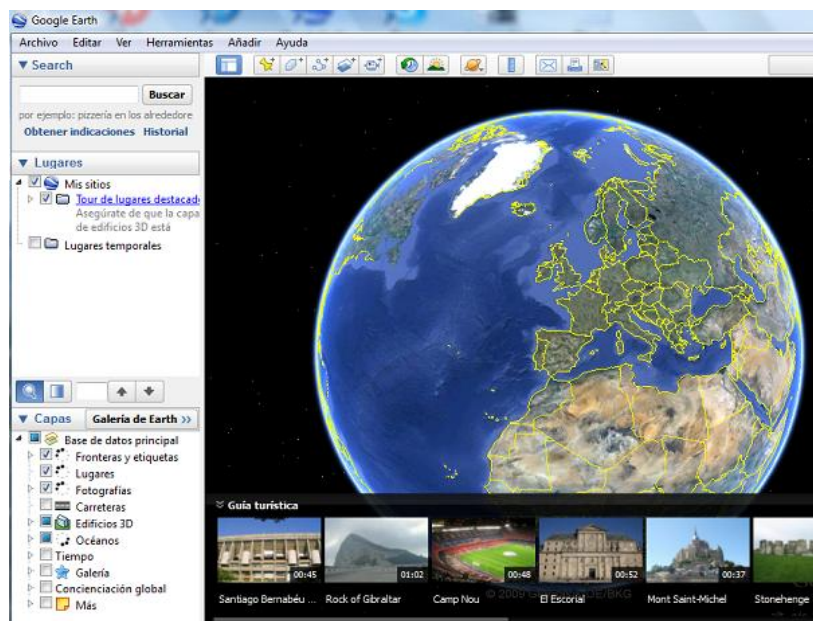 Google Earth
Archivo Editar Ver Herramientas Añadir Ayuda
Search
Buscar
por ejemplo: pizzería en los alrededore
Obtener indicaciones Historial
Lugares
Mis sitios
Tour de lugares destacad
Asegúrate de que la capa
de edificios 3D está
Lugares temporales
Capas Galería de Earth >>
Base de datos principal
Fronteras y etiquetas
Lugares
Fotografías
Carreteras
Edificios 3D
Océanos
Tiempo
Galería
Concienciación global
Más
Guía turística
00:45 01:02 00:48 00:52 00:37
Santiago Bernabéu ... Rock of Gibraltar Camp Nou El Escorial Mont Saint-Michel Stonehenge